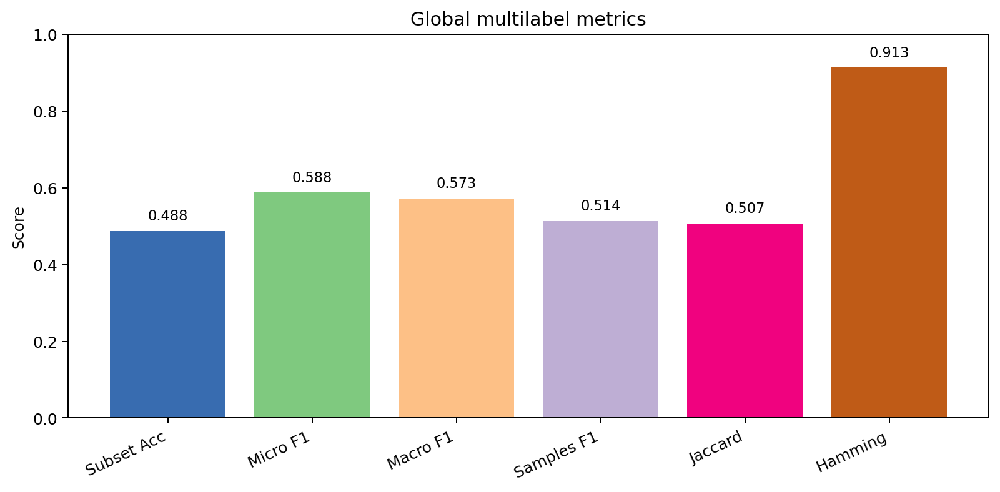 Global multilabel metrics
Score
1.0
0.8
0.6
0.4
0.2
0.0
0.488
0.588
0.573
0.514
0.507
0.913
Subset Acc
Micro F1
Macro F1
Samples F1
Jaccard
Hamming